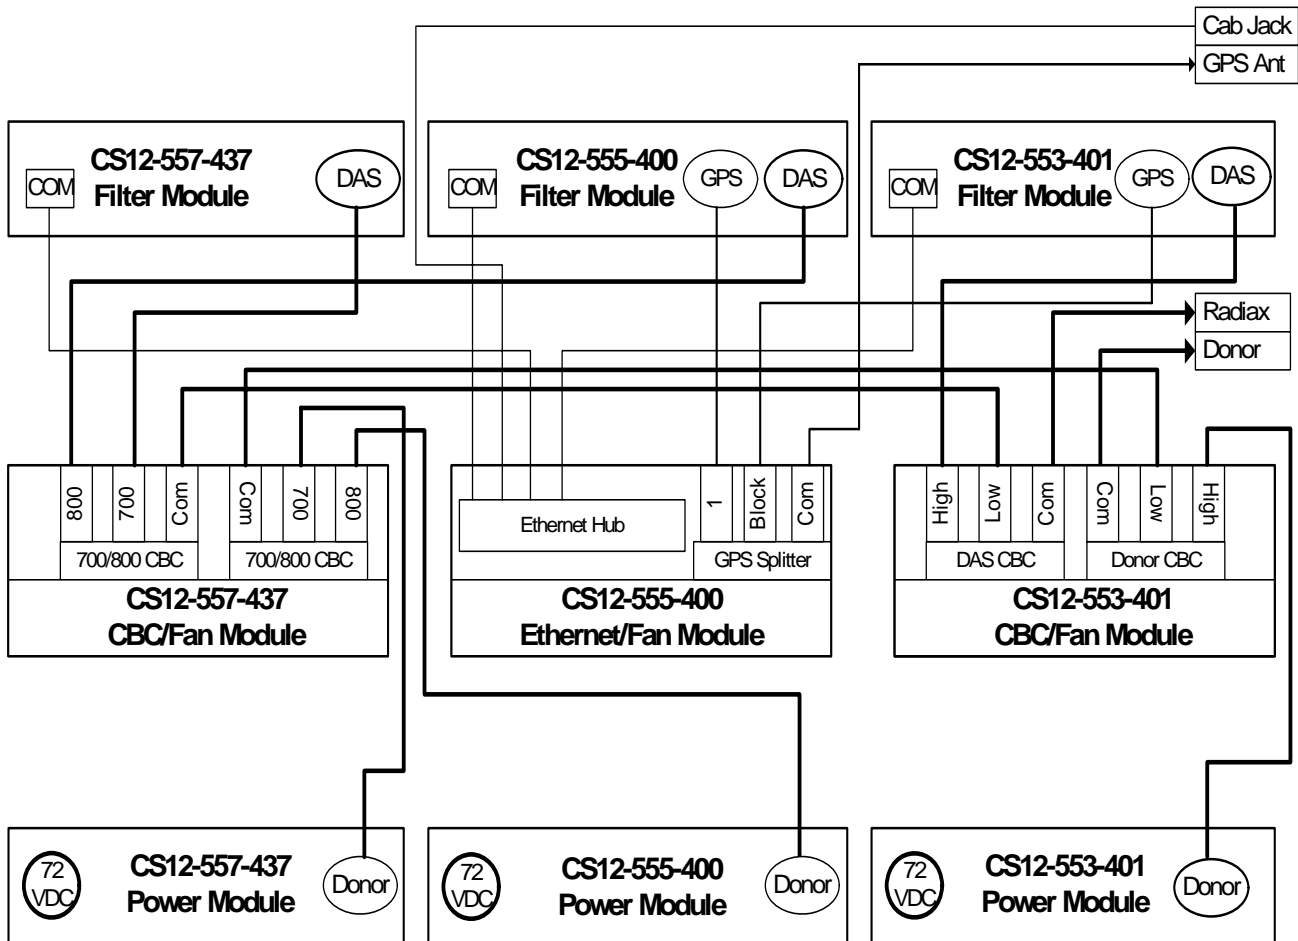 Cab Jack
GPS Ant
CS12-557-437
Filter Module
COM
DAS
CS12-555-400
Filter Module
COM
GPS
DAS
CS12-553-401
Filter Module
COM
GPS
DAS
Radiax
Donor
800
700
Com
Com
700
800
700/800 CBC
700/800 CBC
CS12-557-437
CBC/Fan Module
Ethernet Hub
1
Block
Com
GPS Splitter
CS12-555-400
Ethernet/Fan Module
High
Low
Com
Com
Low
High
DAS CBC
Donor CBC
CS12-553-401
CBC/Fan Module
72
VDC
CS12-557-437
Power Module
Donor
72
VDC
CS12-555-400
Power Module
Donor
72
VDC
CS12-553-401
Power Module
Donor